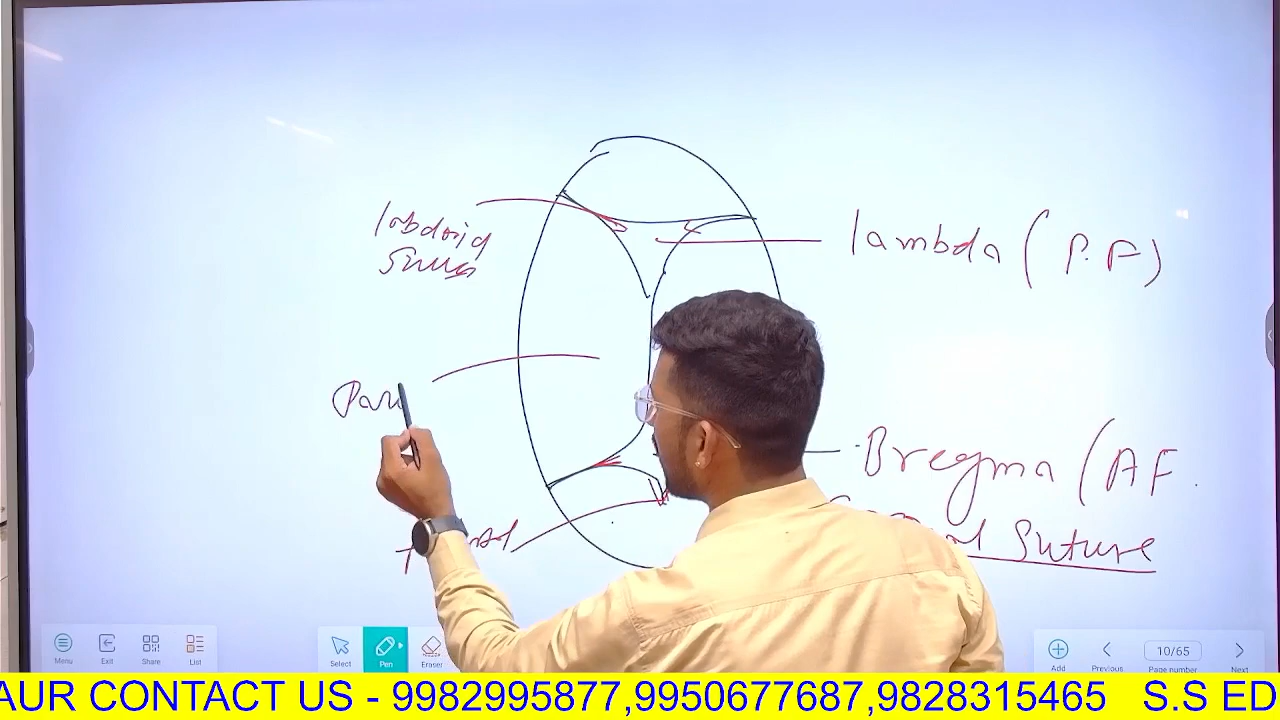 lambda ( P.F )
Par
Bregma ( AF
Suture
Menu
Exit
Share
List
Select
Pen
Eraser
Add
Previous
10/65
Page number
Next
AUR CONTACT US - 9982995877,9950677687,9828315465 S.S ED